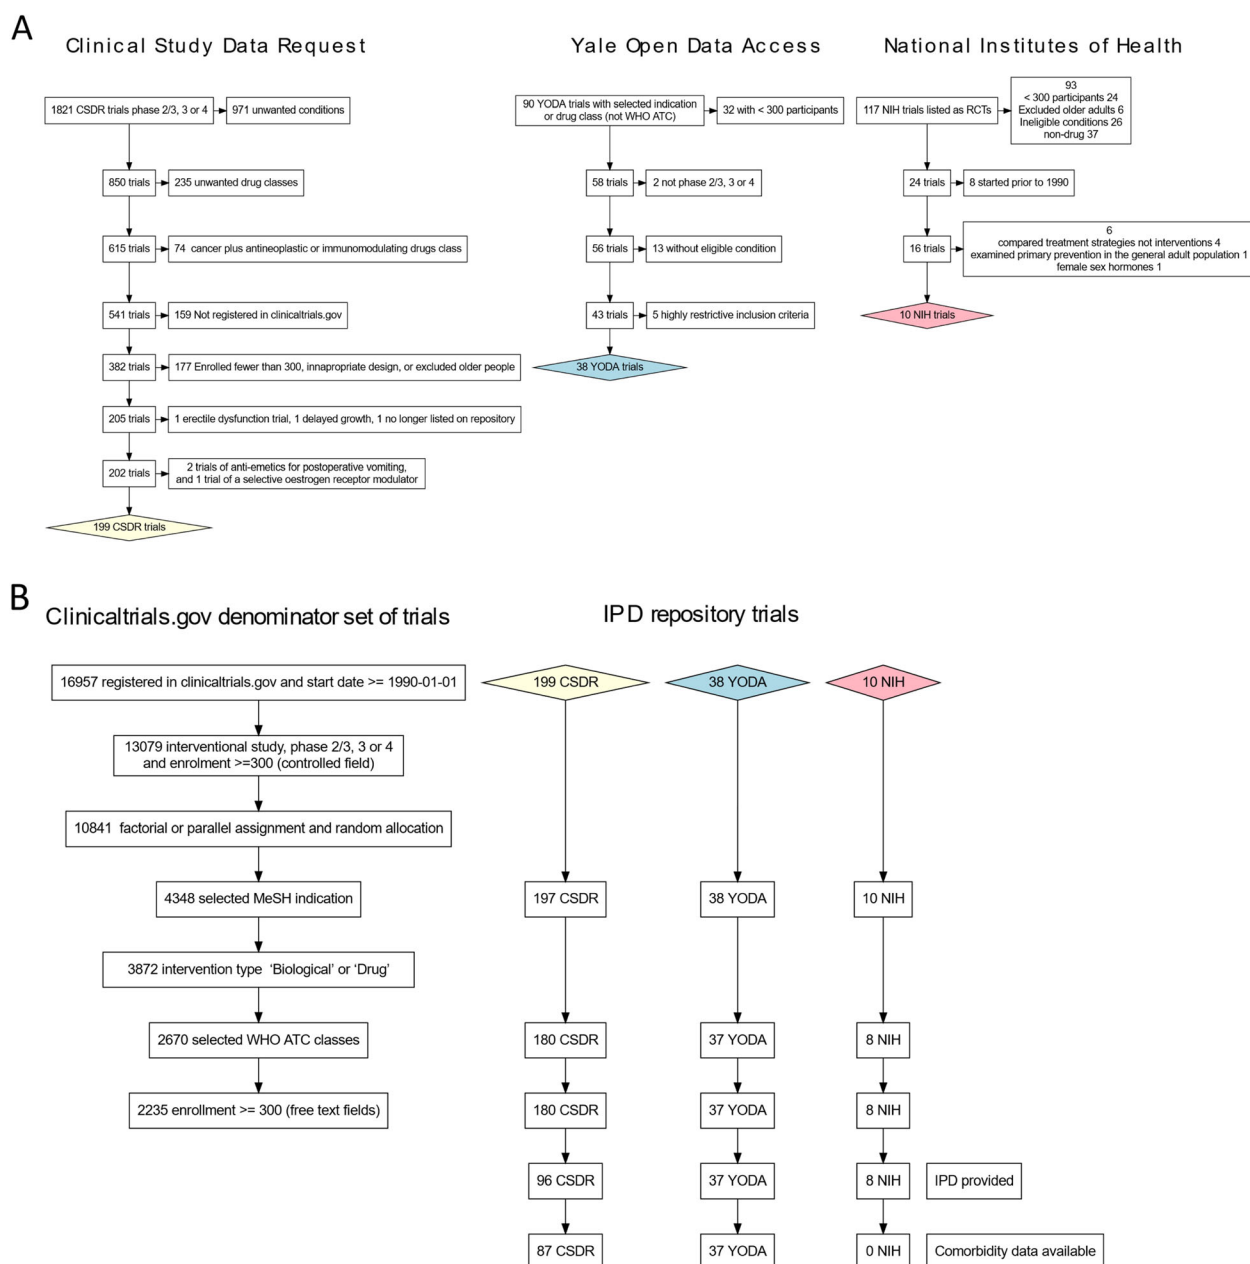 A
Clinical Study Data Request
1821 CSDR trials phase 2/3, 3 or 4
971 unwanted conditions
850 trials
235 unwanted drug classes
615 trials
74 cancer plus antineoplastic or immunomodulating drugs class
541 trials
159 Not registered in clinicaltrials.gov
382 trials
177 Enrolled fewer than 300, innapropriate design, or excluded older people
205 trials
1 erectile dysfunction trial, 1 delayed growth, 1 no longer listed on repository
202 trials
2 trials of anti-emetics for postoperative vomiting,
and 1 trial of a selective oestrogen receptor modulator
199 CSDR trials
Yale Open Data Access
90 YODA trials with selected indication
or drug class (not WHO ATC)
32 with < 300 participants
58 trials
2 not phase 2/3, 3 or 4
56 trials
13 without eligible condition
43 trials
5 highly restrictive inclusion criteria
38 YODA trials
National Institutes of Health
117 NIH trials listed as RCTs
93
< 300 participants 24
Excluded older adults 6
Ineligible conditions 26
non-drug 37
24 trials
8 started prior to 1990
16 trials
6
compared treatment strategies not interventions 4
examined primary prevention in the general adult population 1
female sex hormones 1
10 NIH trials
B
Clinicaltrials.gov denominator set of trials
16957 registered in clinicaltrials.gov and start date >= 1990-01-01
13079 interventional study, phase 2/3, 3 or 4
and enrolment >=300 (controlled field)
10841 factorial or parallel assignment and random allocation
4348 selected MeSH indication
3872 intervention type ‘Biological’ or ‘Drug’
2670 selected WHO ATC classes
2235 enrollment >= 300 (free text fields)
IPD repository trials
199 CSDR
38 YODA
10 NIH
197 CSDR
38 YODA
10 NIH
180 CSDR
37 YODA
8 NIH
180 CSDR
37 YODA
8 NIH
96 CSDR
37 YODA
8 NIH
IPD provided
87 CSDR
37 YODA
0 NIH
Comorbidity data available